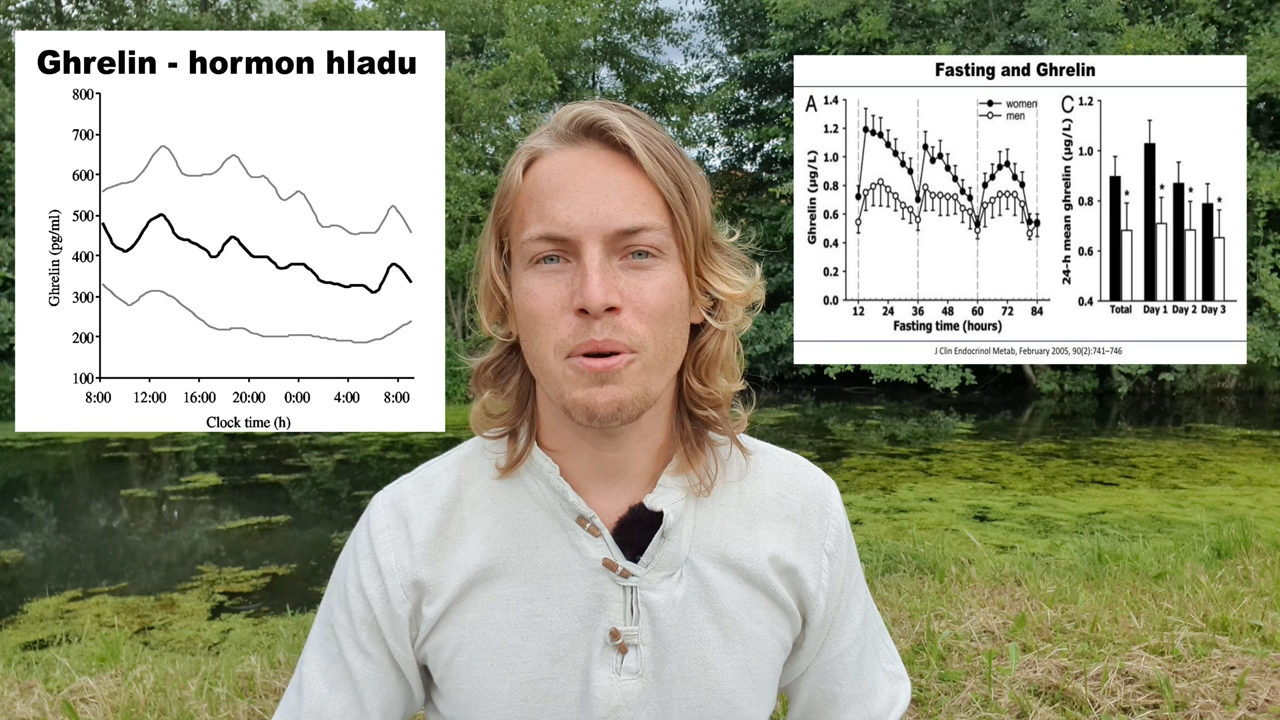 Ghrelin - hormon hladu
800
700
600
500
400
300
200
100
Ghrelin (pg/ml)
8:00 12:00 16:00 20:00 0:00 4:00 8:00
Clock time (h)
Fasting and Ghrelin
A
1.4
1.2
1.0
0.8
0.6
0.4
0.2
0.0
Ghrelin (µg/L)
women
men
12 24 36 48 60 72 84
Fasting time (hours)
C
1.2
1.0
0.8
0.6
0.4
24-h mean ghrelin (µg/L)
* * * *
Total Day 1 Day 2 Day 3
J Clin Endocrinol Metab, February 2005, 90(2):741–746